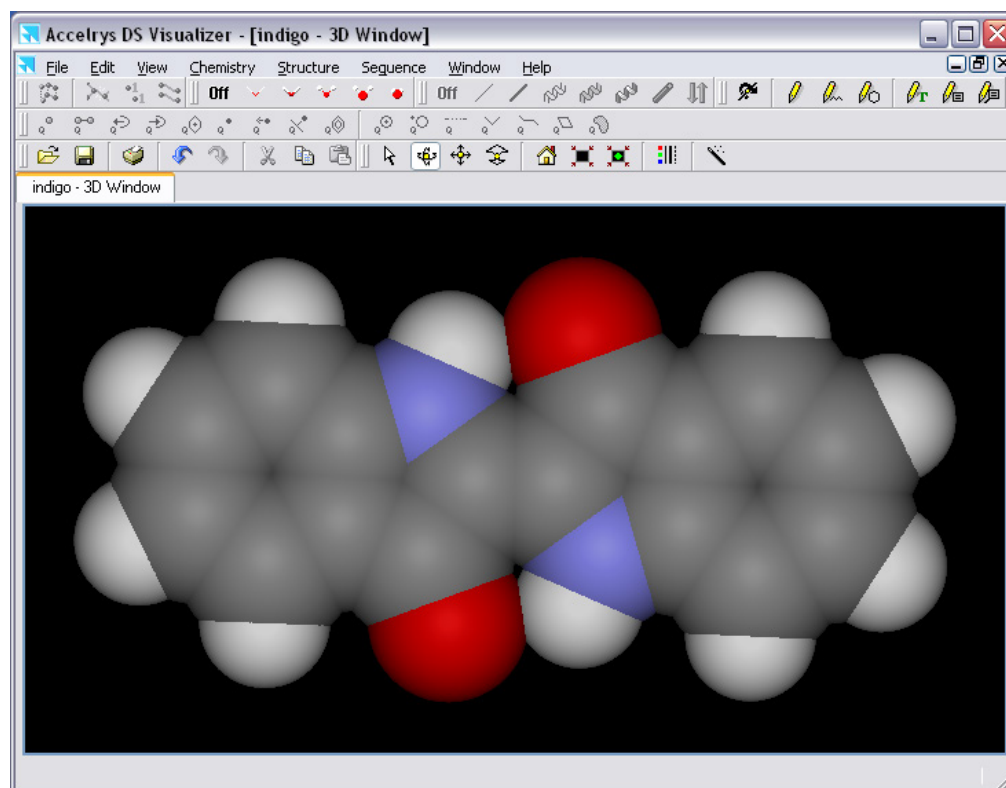 Accelrys DS Visualizer - [indigo - 3D Window]
File Edit View Chemistry Structure Sequence Window Help
Off Off
indigo - 3D Window